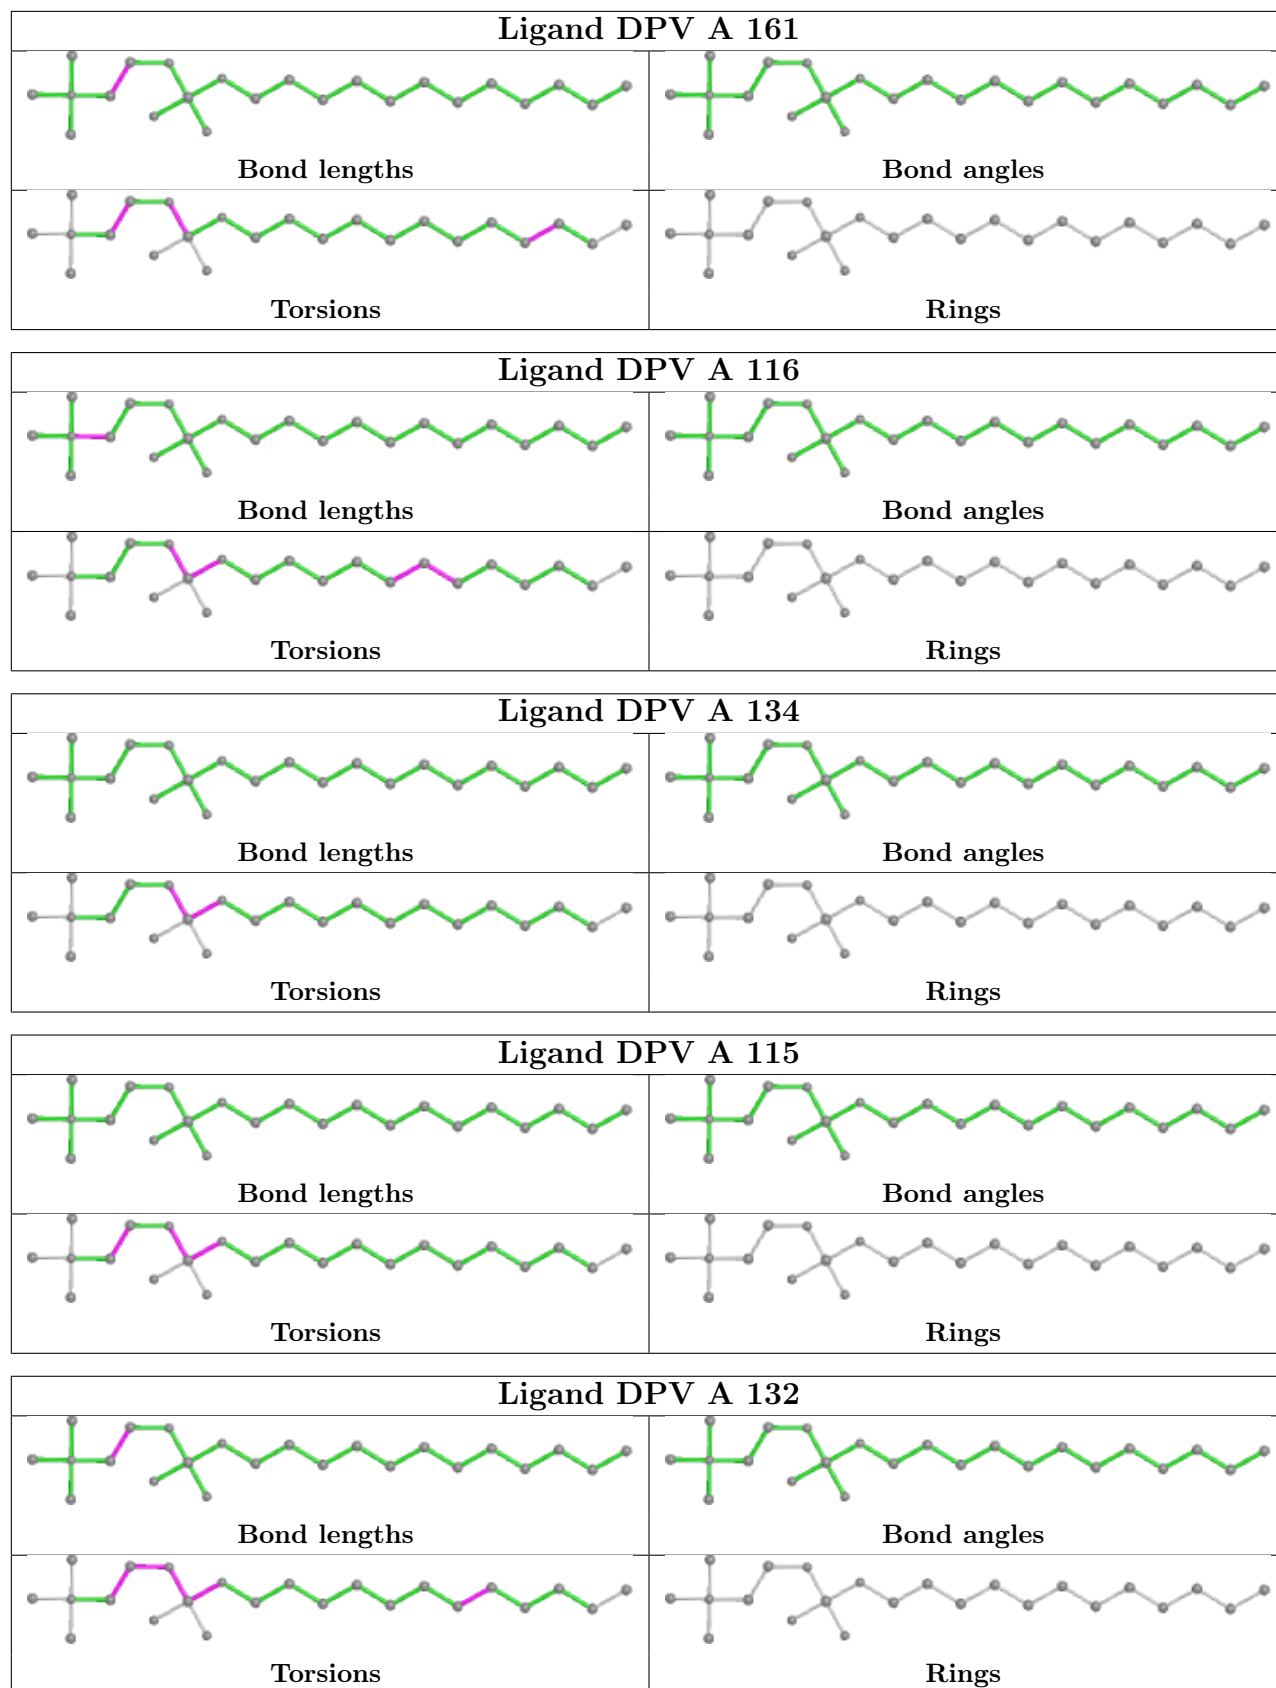 Ligand DPV A 161
Bond lengths
Bond angles
Torsions
Rings
Ligand DPV A 116
Bond lengths
Bond angles
Torsions
Rings
Ligand DPV A 134
Bond lengths
Bond angles
Torsions
Rings
Ligand DPV A 115
Bond lengths
Bond angles
Torsions
Rings
Ligand DPV A 132
Bond lengths
Bond angles
Torsions
Rings